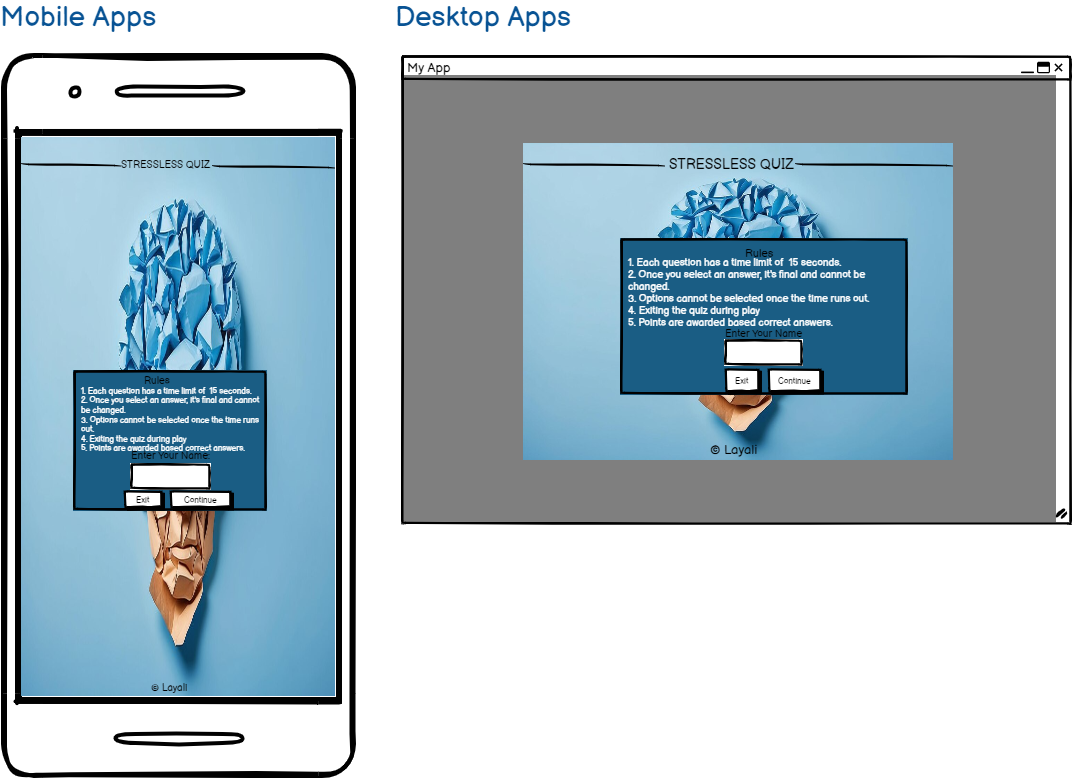 Mobile Apps
STRESSLESS QUIZ
Rules
1. Each question has a time limit of 15 seconds.
2. Once you select an answer, it's final and cannot
be changed.
3. Options cannot be selected once the time runs
out.
4. Exiting the quiz during play
5. Points are awarded based correct answers.
Enter Your Name:
Exit
Continue
© Layali
Desktop Apps
My App
STRESSLESS QUIZ
Rules
1. Each question has a time limit of 15 seconds.
2. Once you select an answer, it's final and cannot be
changed.
3. Options cannot be selected once the time runs out.
4. Exiting the quiz during play
5. Points are awarded based correct answers.
Enter Your Name
Exit
Continue
© Layali